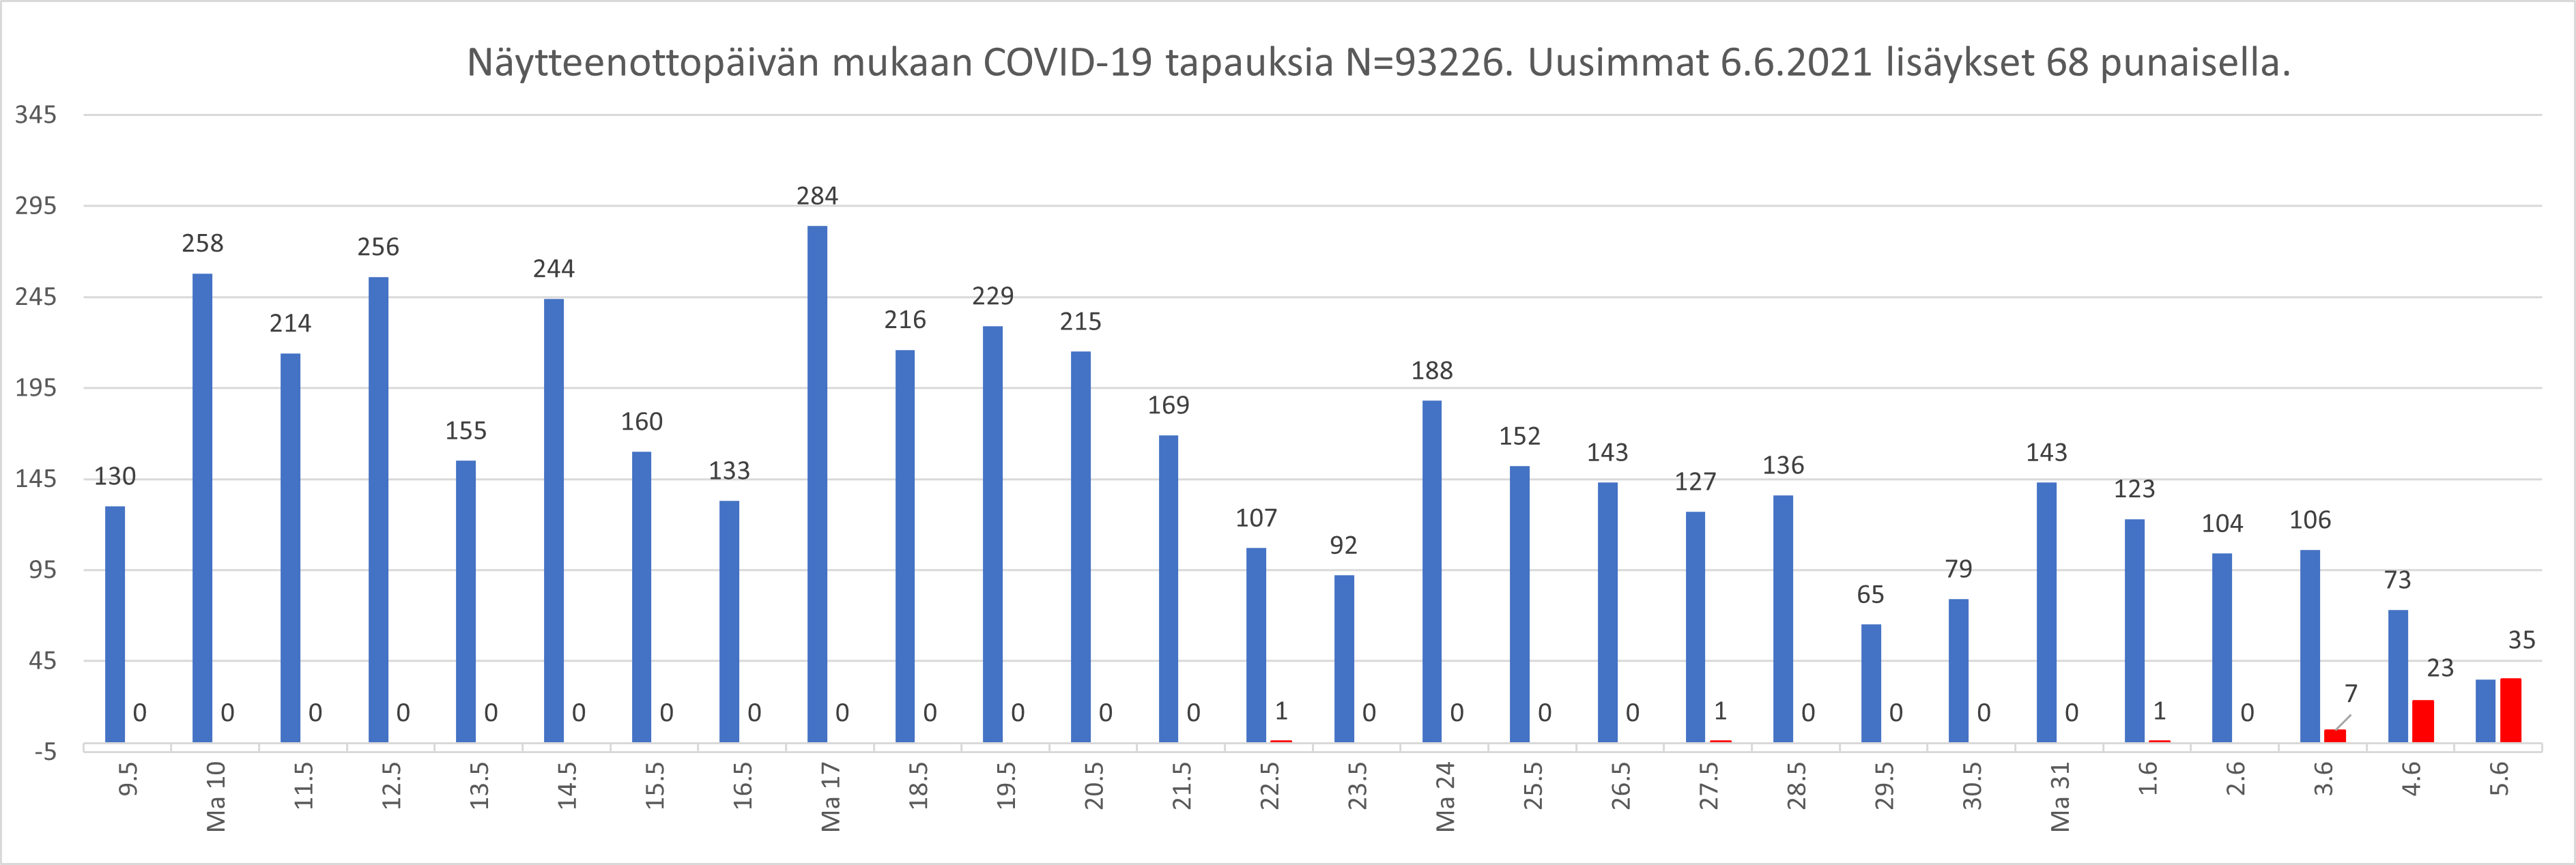 Näytteenottopäivän mukaan COVID-19 tapauksia N=93226. Uusimmat 6.6.2021 lisäykset 68 punaisella.
345
295
245
195
145
95
45
-5
130 258 214 256 155 244 160 133 284 216 229 215 169 107 92 188 152 143 127 136 65 79 143 123 104 106 73
0 0 0 0 0 0 0 0 0 0 0 0 0 1 0 0 0 0 1 0 0 0 0 1 0 7 23 35
9.5 Ma 10 11.5 12.5 13.5 14.5 15.5 16.5 Ma 17 18.5 19.5 20.5 21.5 22.5 23.5 Ma 24 25.5 26.5 27.5 28.5 29.5 30.5 Ma 31 1.6 2.6 3.6 4.6 5.6